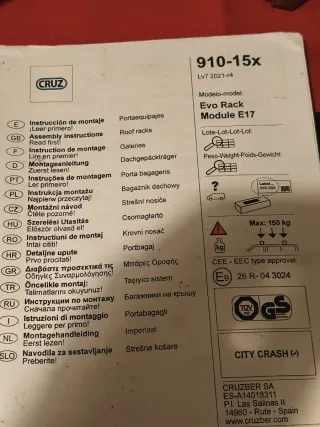 CRUZ
910-15x
Lv7 2021-r4
Modelo-model:
Evo Rack
Module E17
Lote-Lot-Lot-Lot:
Peso-Weight-Poids-Gewicht:
?
Max: 150 kg
CEE - EEC type approval:
E9 26 R- 04 3024
TÜV
GS
CITY CRASH (-)
CRUZBER SA
ES-A14018311
P.I. Las Salinas II
14960 - Rute - Spain
www.cruzber.com
E Instrucción de montaje Portaequipajes
¡Leer primero!
GB Assembly instructions Roof racks
Read first!
F Instruction de montage Galeries
Lire en premier!
D Montageanleitung Dachgepäckträger
Zuerst lesen!
PT Instruções de montagem Porta bagagens
Ler primeiro!
PL Instrukcja montażu Bagażnik dachowy
Najpierw przeczytaj!
CZ Montážní návod Střešní nosiče
Čtěte pozorně!
HU Szerelési Utasítás Csomagtartó
Először olvasd el!
RO Instrucţiuni de montaj Krovni nosač
Intai cititi!
HR Detaljne upute Portbagaj
Prvo procitati!
GR Διαβάστε προσεκτικά τις Μπάρες Οροφής
Οδηγίες Συναρμολόγησης
TR Öncelikle montaj: Taşıyıcı sistem
Talimatlarını okuyunuz!
RU Инструкции по монтажу Багажники на крышу
Сначала прочитайте!
I Istruzioni di montaggio Portabagagli
Leggere per primo!
NL Montagehandleiding Imperiaal
Eerst lezen!
SLO Navodila za sestavljanje Strešne košare
Preberite!